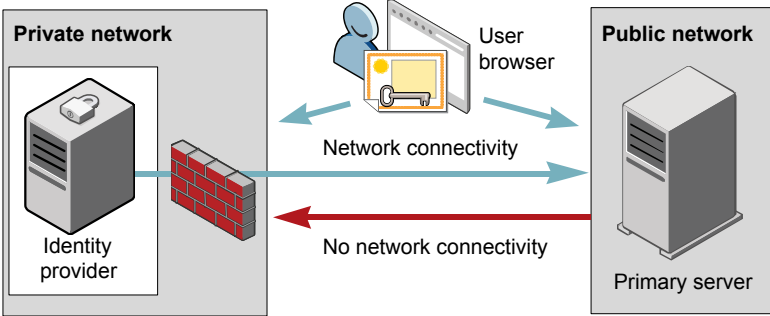 Private network
User
browser
Public network
Network connectivity
Identity
provider
No network connectivity
Primary server